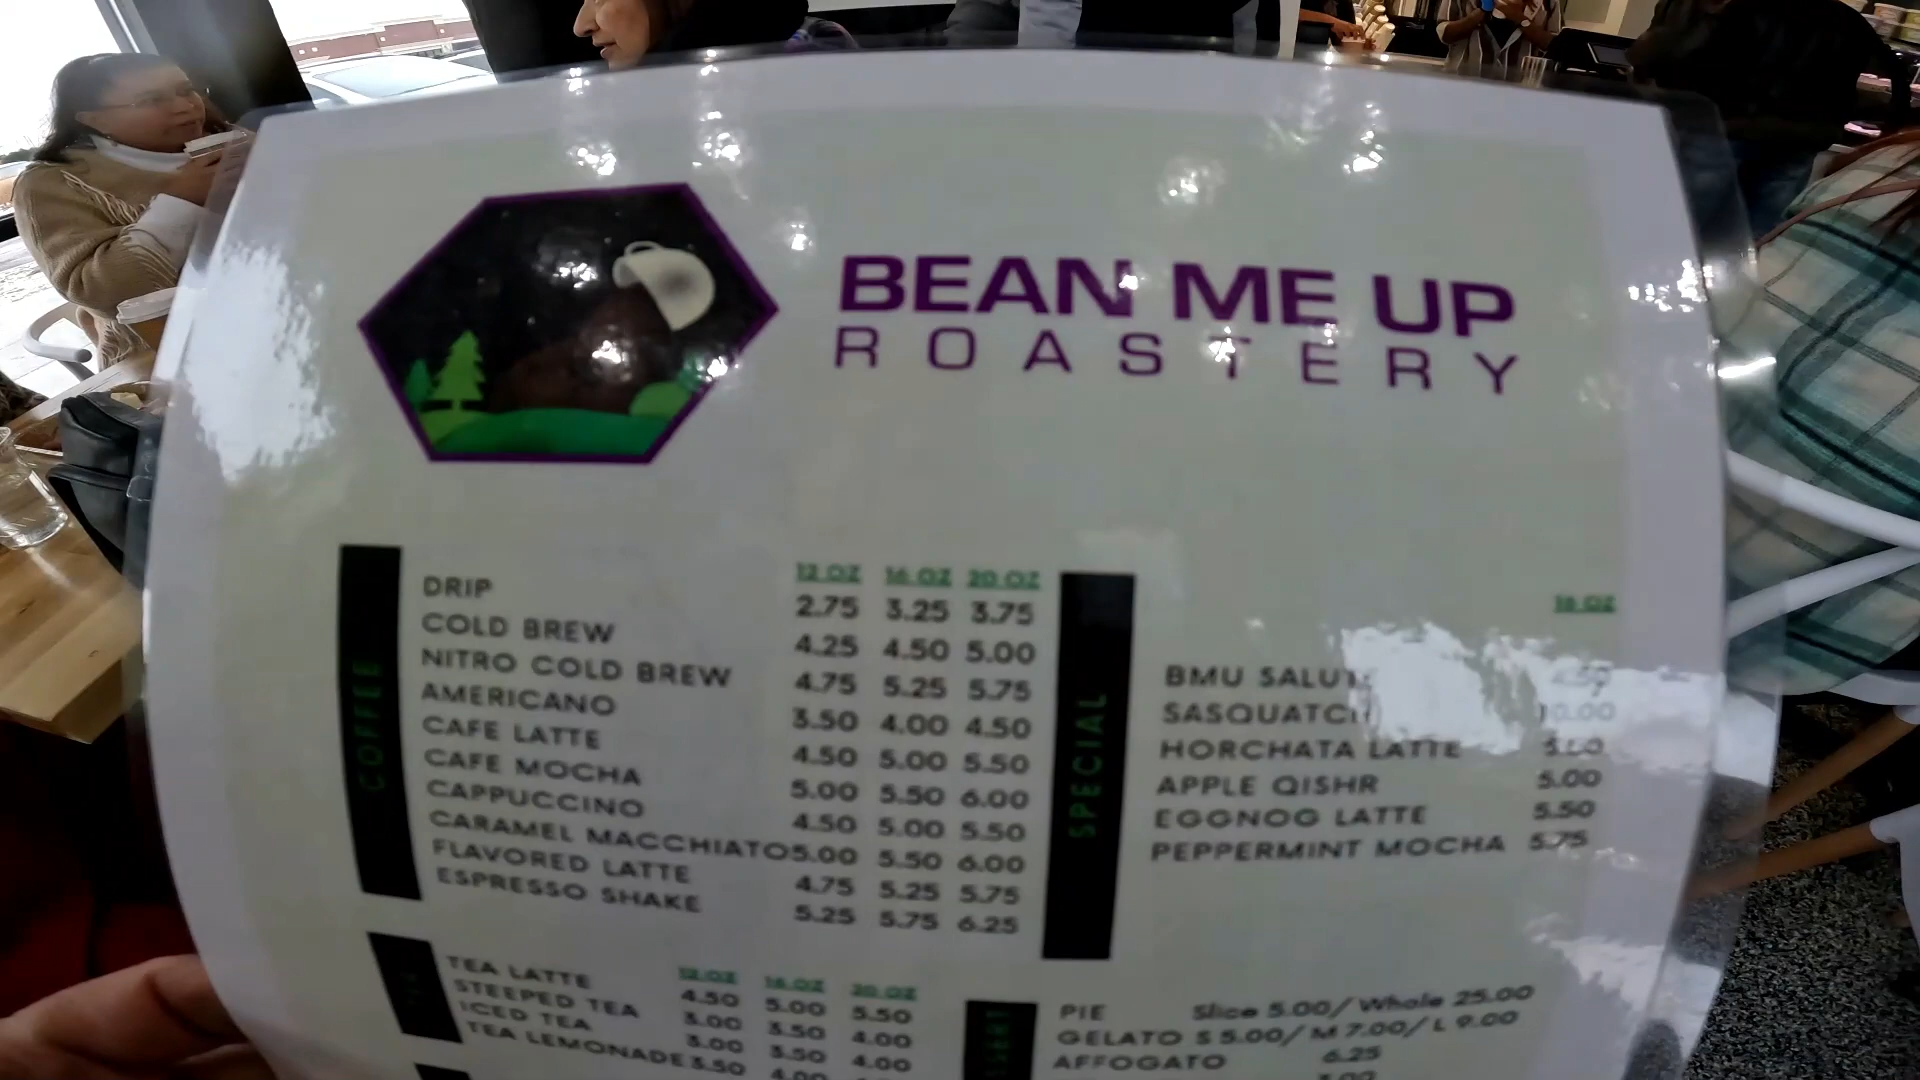 BEAN ME UP
ROASTERY
COFFEE
12 OZ 16 OZ 20 OZ
DRIP 2.75 3.25 3.75
COLD BREW 4.25 4.50 5.00
NITRO COLD BREW 4.75 5.25 5.75
AMERICANO 3.50 4.00 4.50
CAFE LATTE 4.50 5.00 5.50
CAFE MOCHA 5.00 5.50 6.00
CAPPUCCINO 4.50 5.00 5.50
CARAMEL MACCHIATO 5.00 5.50 6.00
FLAVORED LATTE 4.75 5.25 5.75
ESPRESSO SHAKE 5.25 5.75 6.25
12 OZ 16 OZ 20 OZ
TEA LATTE 4.50 5.00 5.50
STEEPED TEA 3.00 3.50 4.00
ICED TEA 3.00 3.50 4.00
TEA LEMONADE 3.50 4.00
SPECIAL
16 OZ
BMU
SASQUATCH 10.00
HORCHATA LATTE
APPLE QISHR 5.00
EGGNOG LATTE 5.50
PEPPERMINT MOCHA 5.75
PIE Slice 5.00/ Whole 25.00
GELATO S 5.00/ M 7.00/ L 9.00
AFFOGATO 6.25